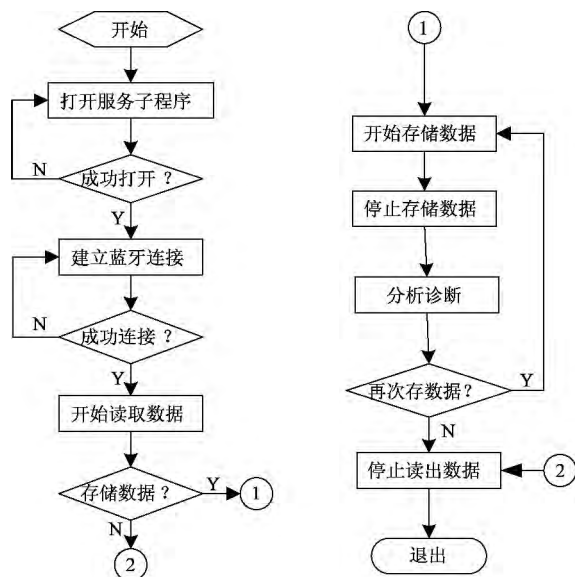 开始
打开服务子程序
成功打开？
N
Y
建立蓝牙连接
成功连接？
N
Y
开始读取数据
存储数据？
Y
1
N
2
1
开始存储数据
停止存储数据
分析诊断
再次存数据？
Y
N
停止读出数据
2
退出